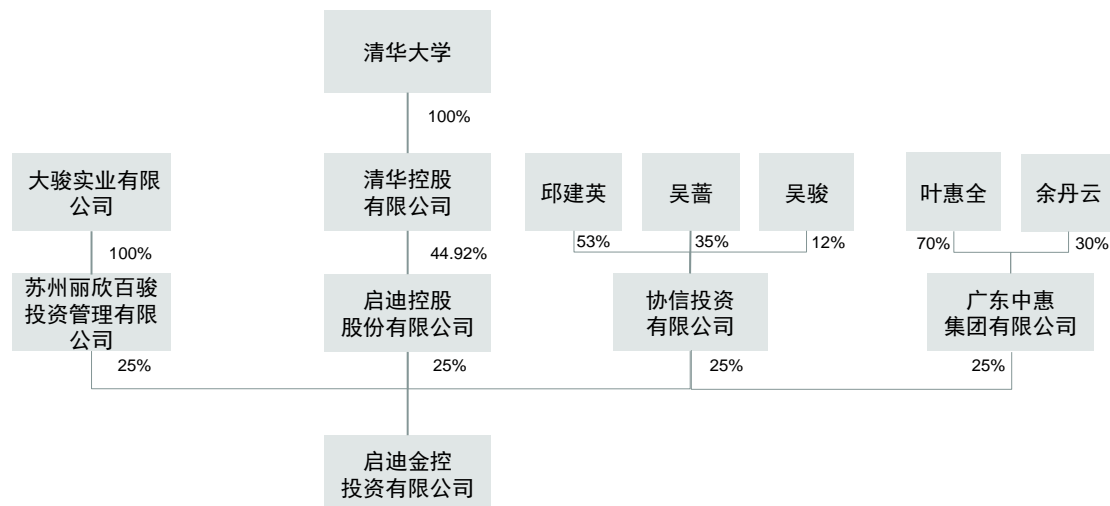 清华大学
100%
大骏实业有限
公司
清华控股
有限公司
邱建英
吴蔷
吴骏
叶惠全
余丹云
100%
44.92%
53%
35%
12%
70%
30%
苏州丽欣百骏
投资管理有限
公司
启迪控股
股份有限公司
协信投资
有限公司
广东中惠
集团有限公司
25%
25%
25%
25%
启迪金控
投资有限公司